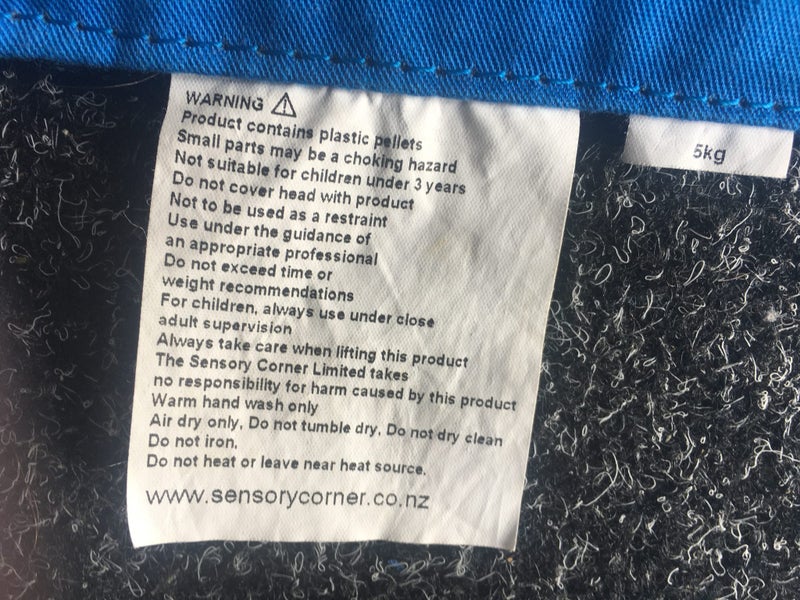 WARNING
Product contains plastic pellets
Small parts may be a choking hazard
Not suitable for children under 3 years
Do not cover head with product
Not to be used as a restraint
Use under the guidance of
an appropriate professional
Do not exceed time or
weight recommendations
For children, always use under close
adult supervision
Always take care when lifting this product
The Sensory Corner Limited takes
no responsibility for harm caused by this product
Warm hand wash only
Air dry only, Do not tumble dry, Do not dry clean
Do not iron.
Do not heat or leave near heat source.
www.sensorycorner.co.nz
5kg